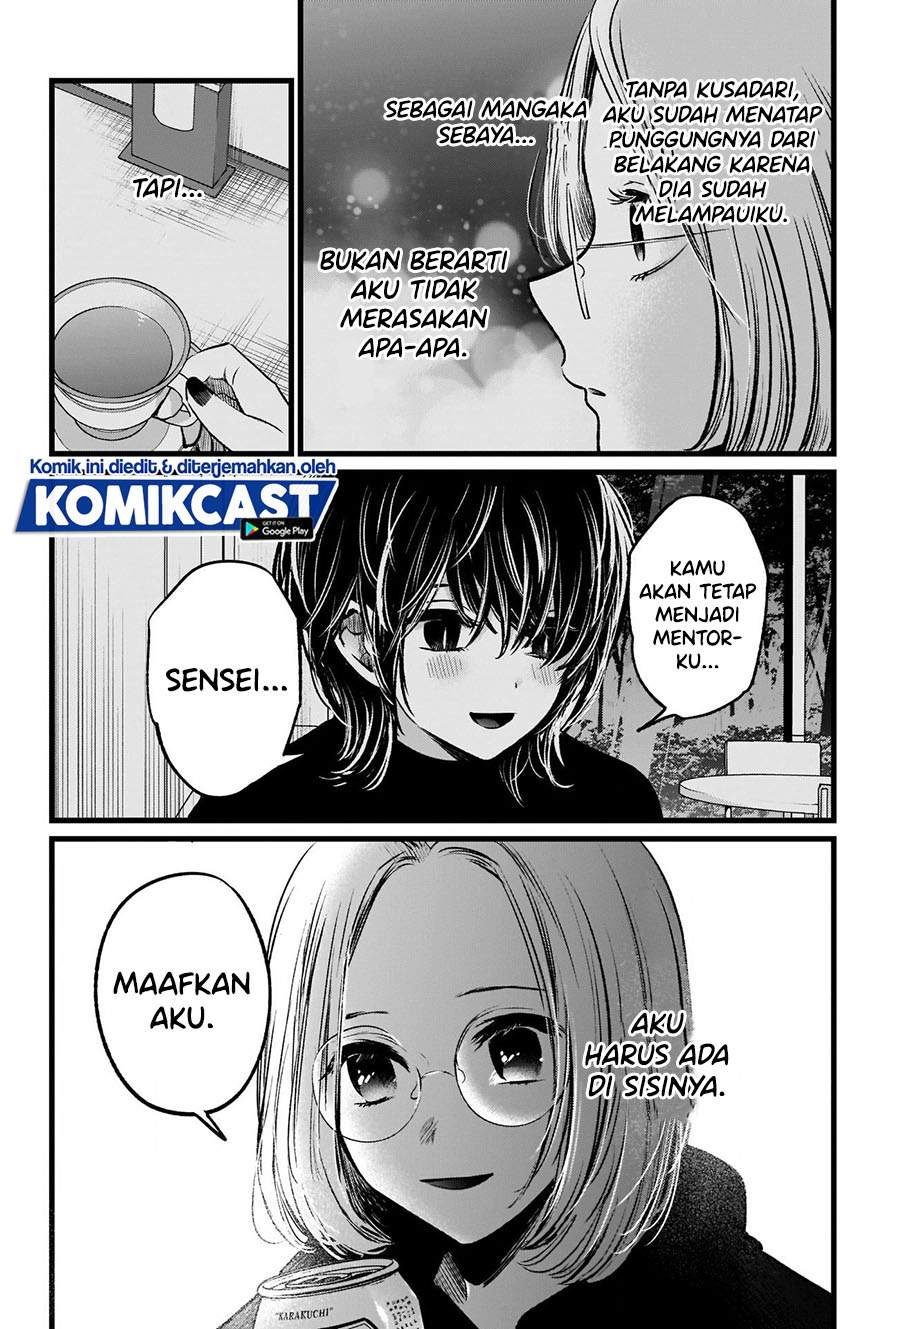 TANPA KUSADARI,
AKU SUDAH MENATAP
PUNGGUNGNYA DARI
BELAKANG KARENA
DIA SUDAH
MELAMPAUIKU.
SEBAGAI MANGAKA
SEBAYA...
BUKAN BERARTI
AKU TIDAK
MERASAKAN
APA-APA.
TAPI...
Komik ini diedit & diterjemahkan oleh
KOMIKCAST
GET IT ON
Google Play
KAMU
AKAN TETAP
MENJADI
MENTOR-
KU...
SENSEI...
AKU
HARUS ADA
DI SISINYA.
MAAFKAN
AKU.
"KARAKUCHI"